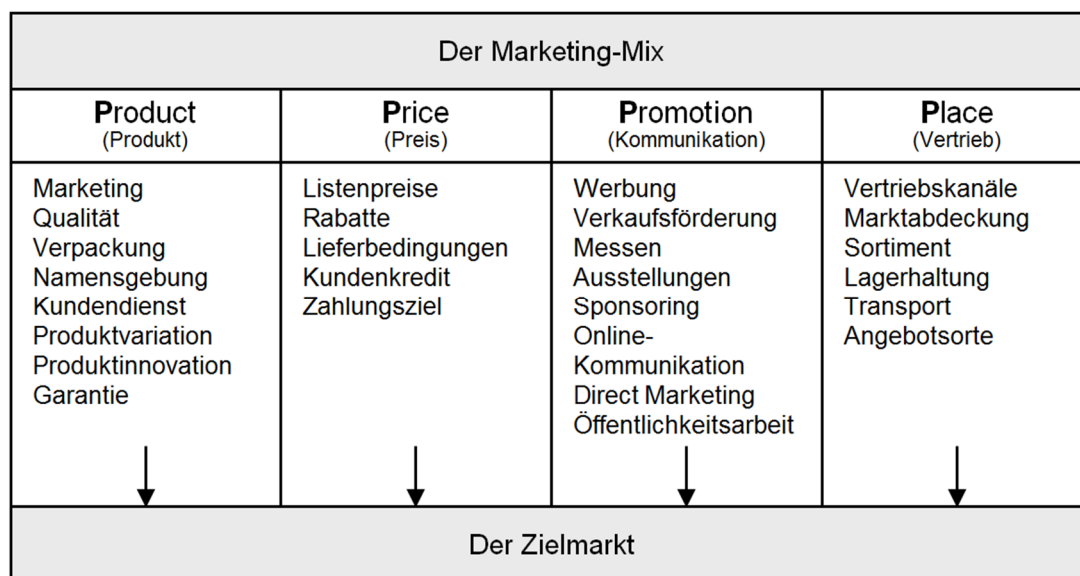 Der Marketing-Mix
Product
(Produkt)
Price
(Preis)
Promotion
(Kommunikation)
Place
(Vertrieb)
Marketing
Qualität
Verpackung
Namensgebung
Kundendienst
Produktvariation
Produktinnovation
Garantie
Listenpreise
Rabatte
Lieferbedingungen
Kundenkredit
Zahlungsziel
Werbung
Verkaufsförderung
Messen
Ausstellungen
Sponsoring
Online-
Kommunikation
Direct Marketing
Öffentlichkeitsarbeit
Vertriebskanäle
Marktabdeckung
Sortiment
Lagerhaltung
Transport
Angebotsorte
Der Zielmarkt